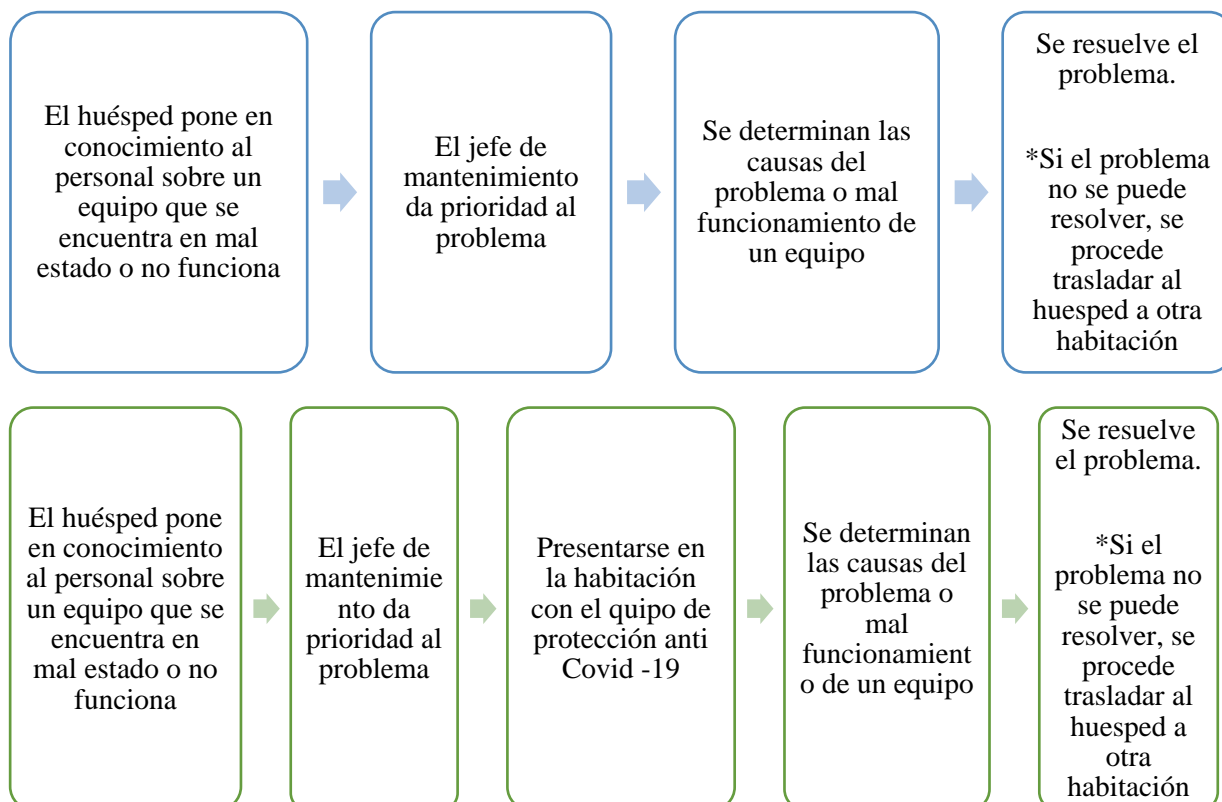 El huésped pone en
conocimiento al
personal sobre un
equipo que se
encuentra en mal
estado o no funciona
El jefe de
mantenimiento
da prioridad al
problema
Se determinan las
causas del
problema o mal
funcionamiento de
un equipo
Se resuelve el
problema.
*Si el problema
no se puede
resolver, se
procede
trasladar al
huesped a otra
habitación
El huésped pone
en conocimiento
al personal sobre
un equipo que se
encuentra en
mal estado o no
funciona
El jefe de
mantenimie
nto da
prioridad al
problema
Presentarse en
la habitación
con el quipo de
protección anti
Covid -19
Se determinan
las causas del
problema o
mal
funcionamient
o de un equipo
Se resuelve
el problema.
*Si el
problema no
se puede
resolver, se
procede
trasladar al
huesped a
otra
habitación